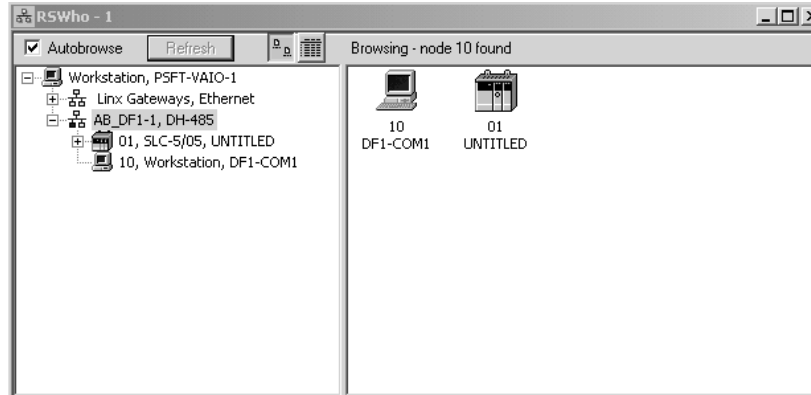 RSWho - 1
Autobrowse Refresh Browsing - node 10 found
Workstation, PSFT-VAIO-1
Linx Gateways, Ethernet
AB_DF1-1, DH-485
01, SLC-5/05, UNTITLED
10, Workstation, DF1-COM1
10
DF1-COM1
01
UNTITLED